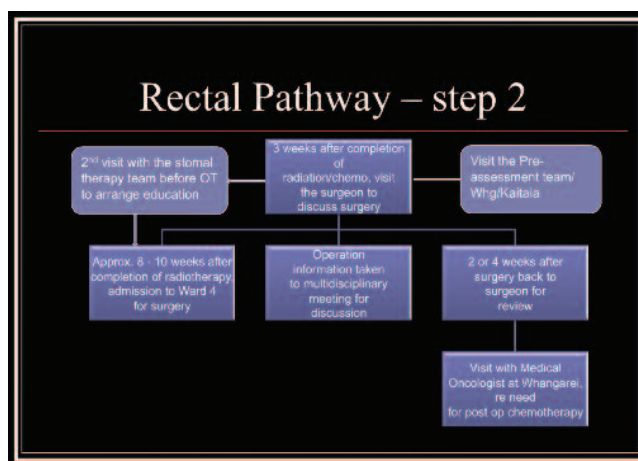 Rectal Pathway – step 2
2nd visit with the stomal
therapy team before OT
to arrange education
3 weeks after completion
of
radiation/chemo, visit
the surgeon to
discuss surgery
Visit the Pre-
assessment team/
Whg/Kaitaia
Approx. 8 - 10 weeks after
completion of radiotherapy,
admission to Ward 4
for surgery
Operation
information taken
to multidisciplinary
meeting for
discussion
2 or 4 weeks after
surgery back to
surgeon for
review
Visit with Medical
Oncologist at Whangarei,
re need
for post op chemotherapy